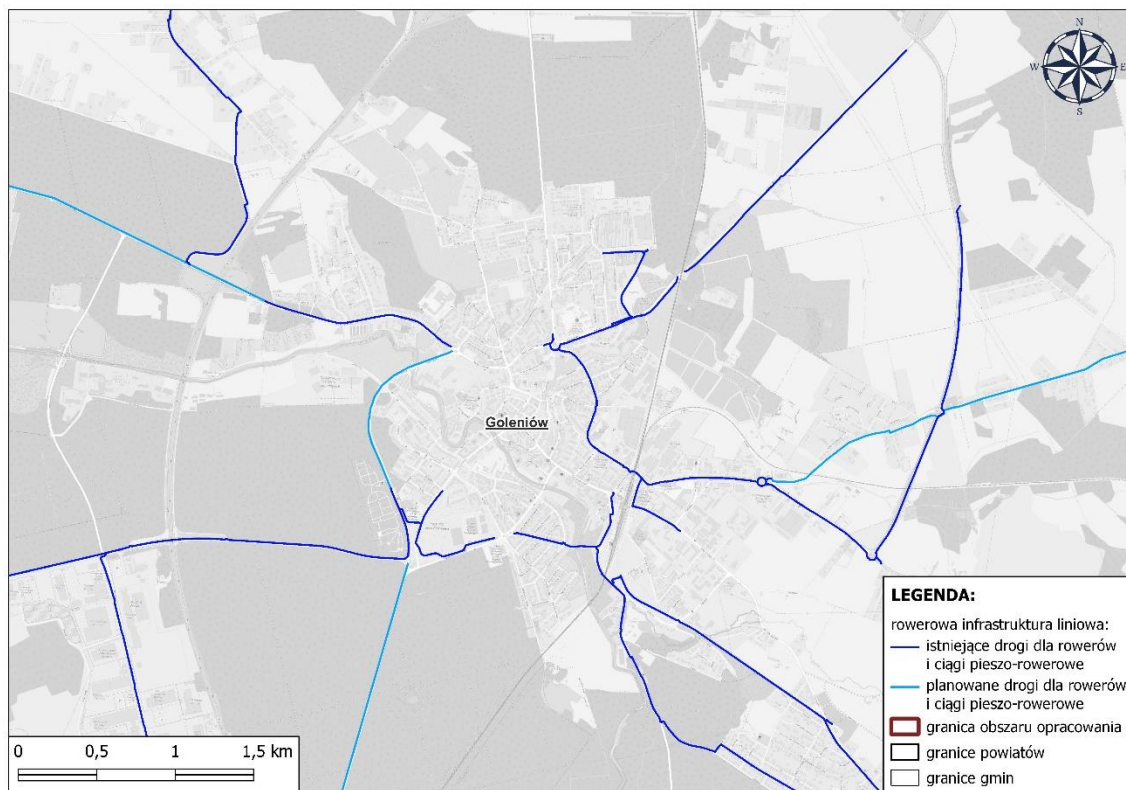 N
W
E
S
Goleniów
LEGENDA:
rowerowa infrastruktura liniowa:
istniejące drogi dla rowerów
i ciągi pieszo-rowerowe
planowane drogi dla rowerów
i ciągi pieszo-rowerowe
granica obszaru opracowania
granice powiatów
granice gmin
0 0,5 1 1,5 km